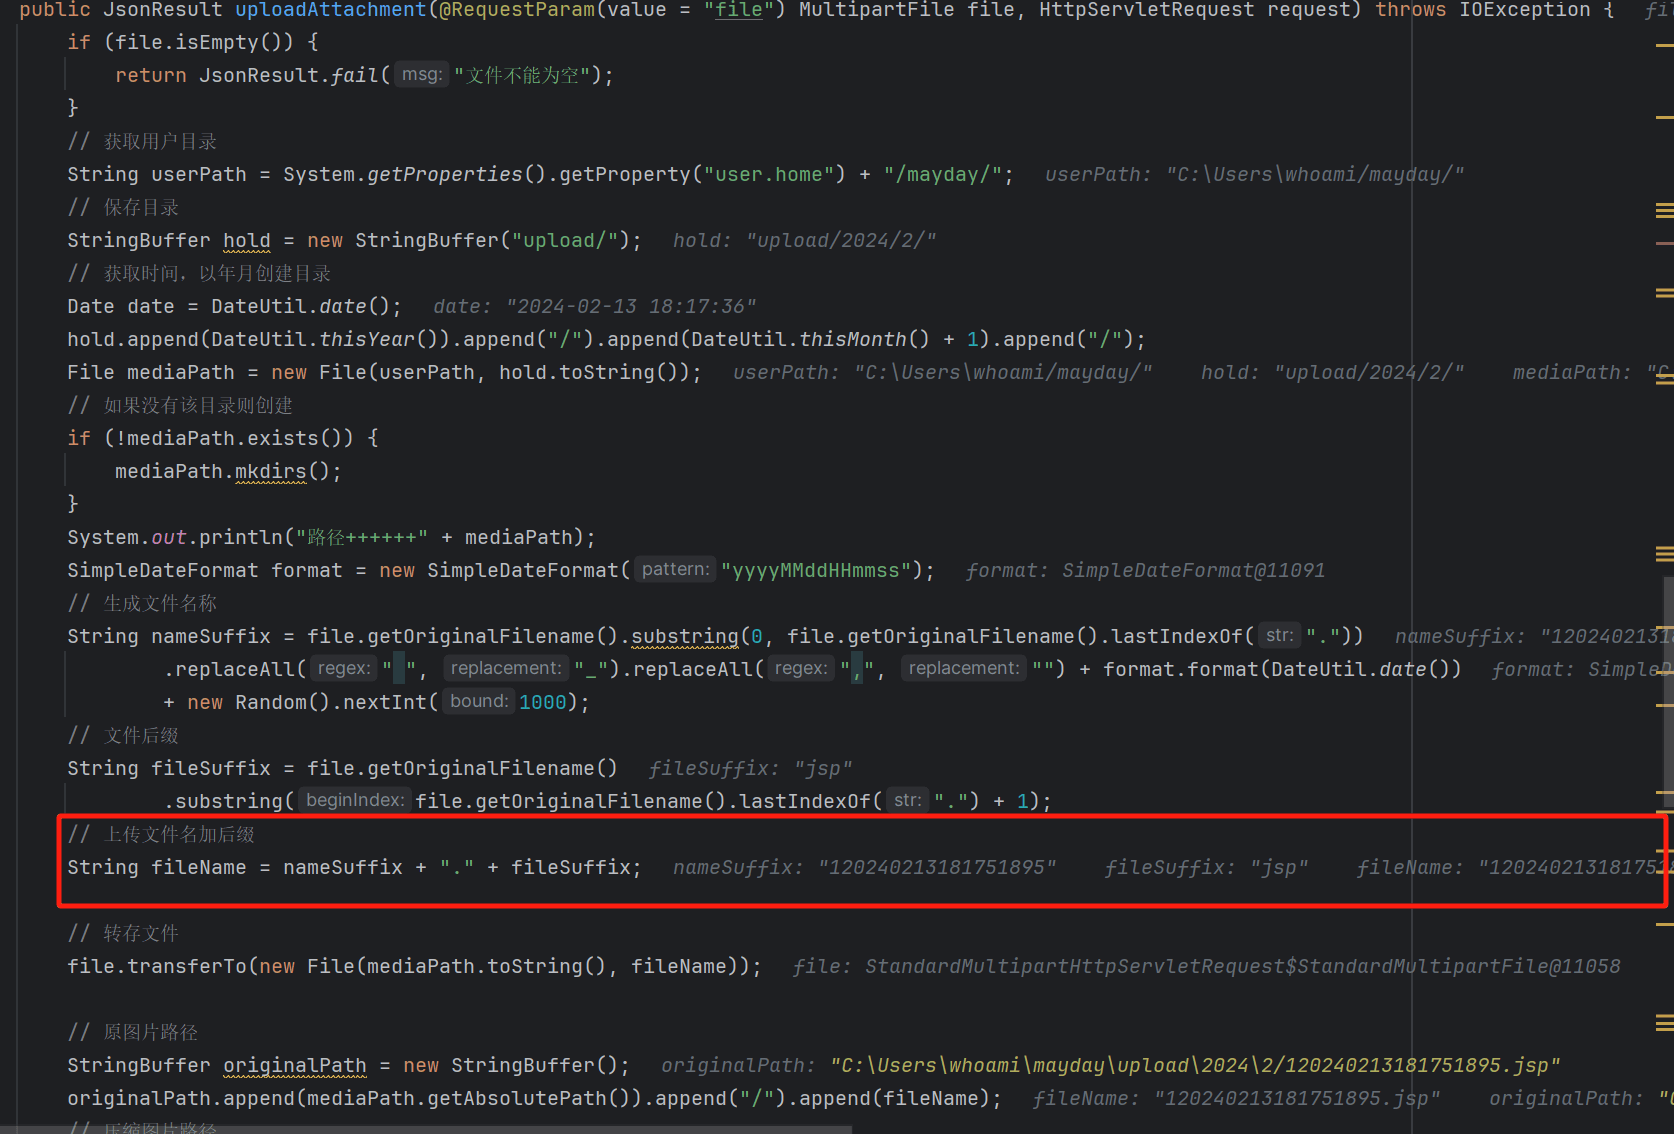 public JsonResult uploadAttachment(@RequestParam(value = "file") MultipartFile file, HttpServletRequest request) throws IOException {
if (file.isEmpty()) {
return JsonResult.fail( msg: "文件不能为空");
}
// 获取用户目录
String userPath = System.getProperties().getProperty("user.home") + "/mayday/"; userPath: "C:\Users\whoami/mayday/"
// 保存目录
StringBuffer hold = new StringBuffer("upload/"); hold: "upload/2024/2/"
// 获取时间，以年月创建目录
Date date = DateUtil.date(); date: "2024-02-13 18:17:36"
hold.append(DateUtil.thisYear()).append("/").append(DateUtil.thisMonth() + 1).append("/");
File mediaPath = new File(userPath, hold.toString()); userPath: "C:\Users\whoami/mayday/" hold: "upload/2024/2/" mediaPath: "C
// 如果没有该目录则创建
if (!mediaPath.exists()) {
mediaPath.mkdirs();
}
System.out.println("路径++++++" + mediaPath);
SimpleDateFormat format = new SimpleDateFormat( pattern: "yyyyMMddHHmmss"); format: SimpleDateFormat@11091
// 生成文件名称
String nameSuffix = file.getOriginalFilename().substring(0, file.getOriginalFilename().lastIndexOf( str: ".")) nameSuffix: "12024021318
.replaceAll( regex: " ", replacement: "_").replaceAll( regex: ",", replacement: "") + format.format(DateUtil.date()) format: SimpleD
+ new Random().nextInt( bound: 1000);
// 文件后缀
String fileSuffix = file.getOriginalFilename() fileSuffix: "jsp"
.substring( beginIndex: file.getOriginalFilename().lastIndexOf( str: ".") + 1);
// 上传文件名加后缀
String fileName = nameSuffix + "." + fileSuffix; nameSuffix: "120240213181751895" fileSuffix: "jsp" fileName: "1202402131817518
// 转存文件
file.transferTo(new File(mediaPath.toString(), fileName)); file: StandardMultipartHttpServletRequest$StandardMultipartFile@11058
// 原图片路径
StringBuffer originalPath = new StringBuffer(); originalPath: "C:\Users\whoami\mayday\upload\2024\2/120240213181751895.jsp"
originalPath.append(mediaPath.getAbsolutePath()).append("/").append(fileName); fileName: "120240213181751895.jsp" originalPath: "C
// 压缩图片路径